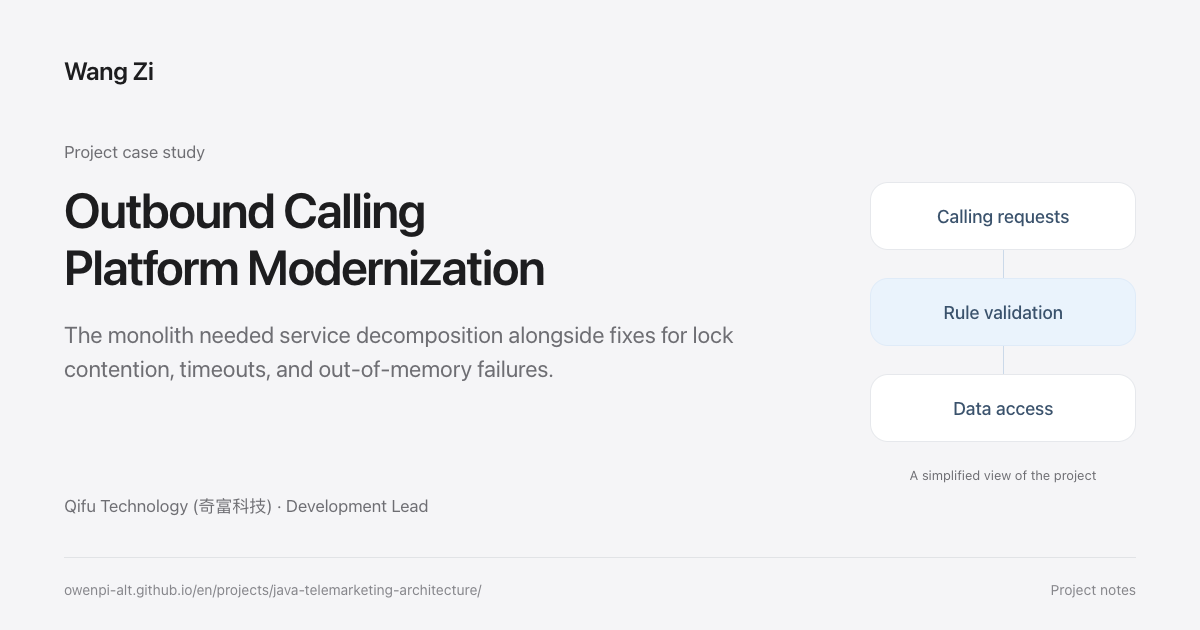 Wang Zi
Project case study
Outbound Calling
Platform Modernization
The monolith needed service decomposition alongside fixes for lock
contention, timeouts, and out-of-memory failures.
Calling requests
Rule validation
Data access
A simplified view of the project
Qifu Technology (奇富科技) · Development Lead
owenpi-alt.github.io/en/projects/java-telemarketing-architecture/
Project notes